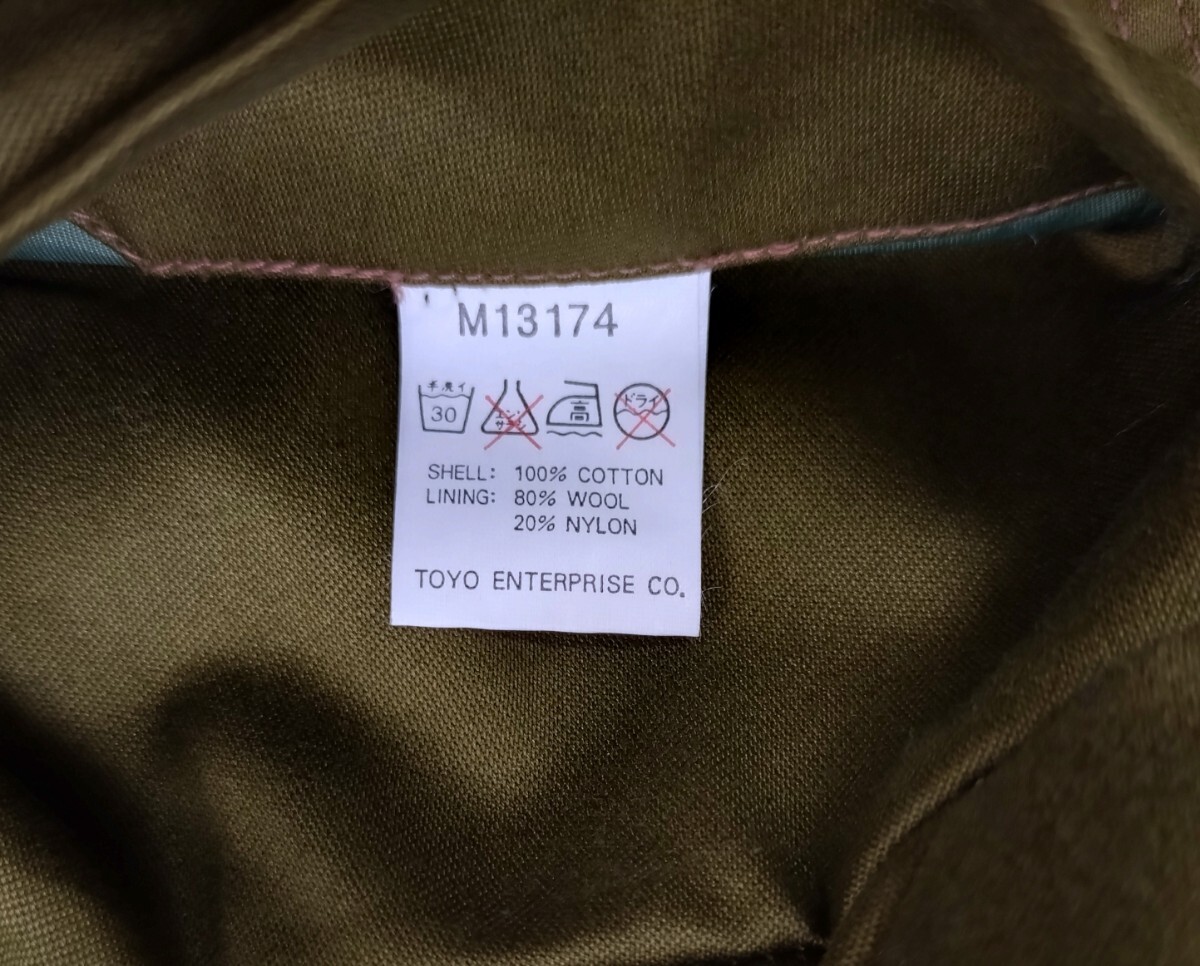 M13174
手洗イ
30
エンソ
サラシ
高
ドライ
SHELL: 100% COTTON
LINING: 80% WOOL
20% NYLON
TOYO ENTERPRISE CO.